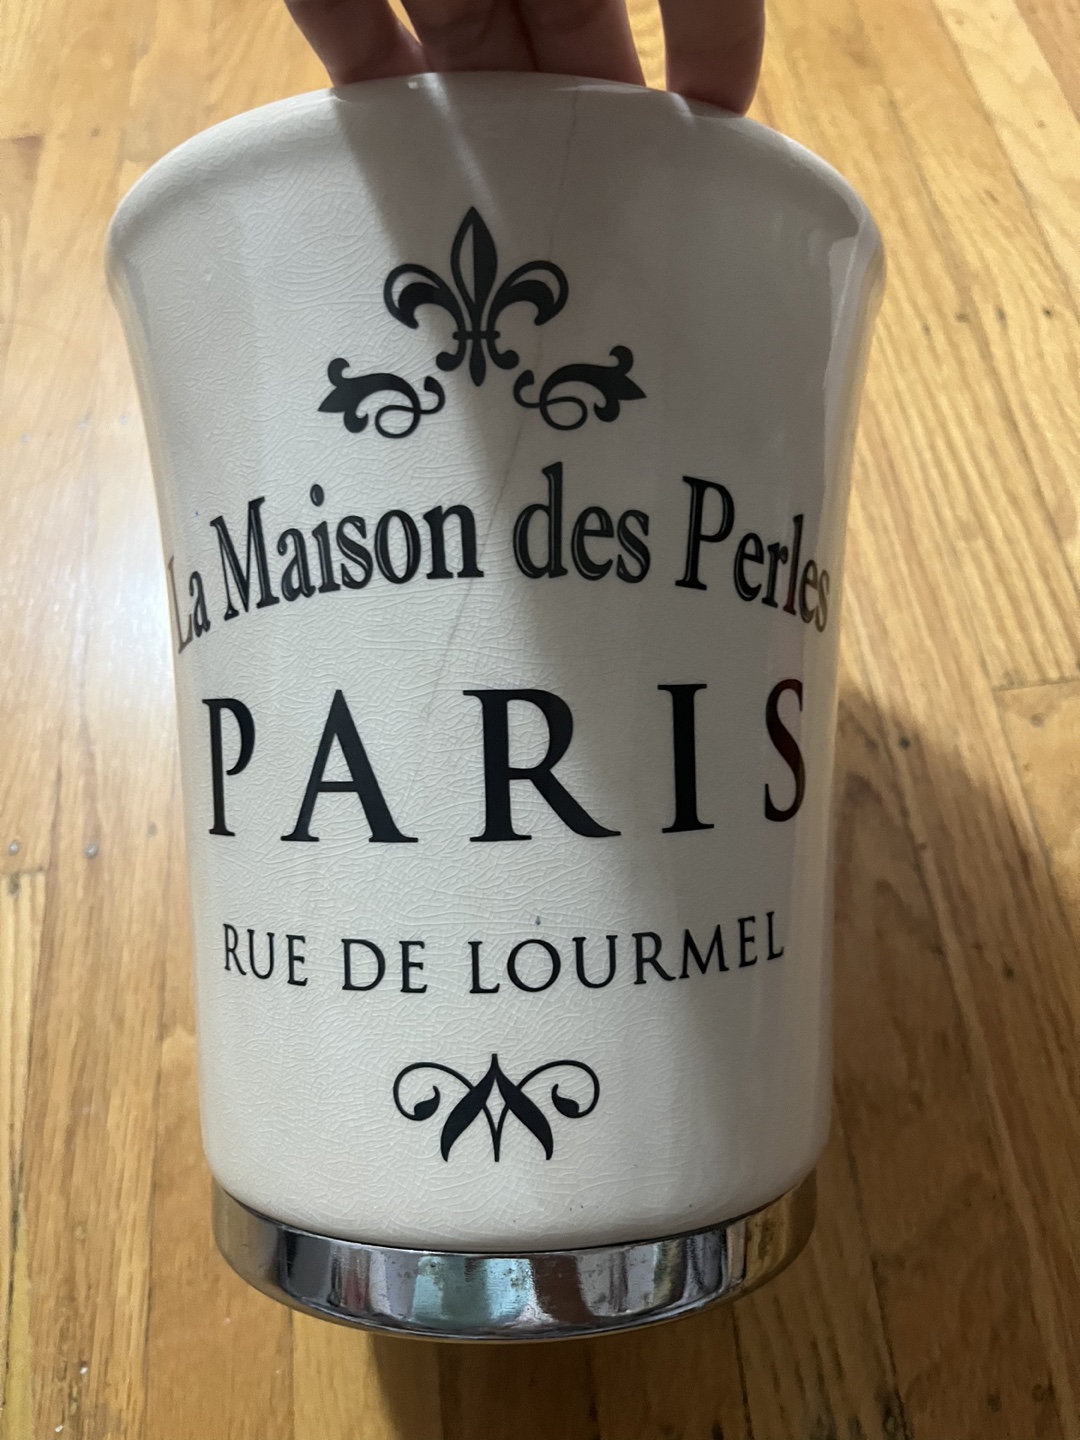 La Maison des Perles
PARIS
RUE DE LOURMEL